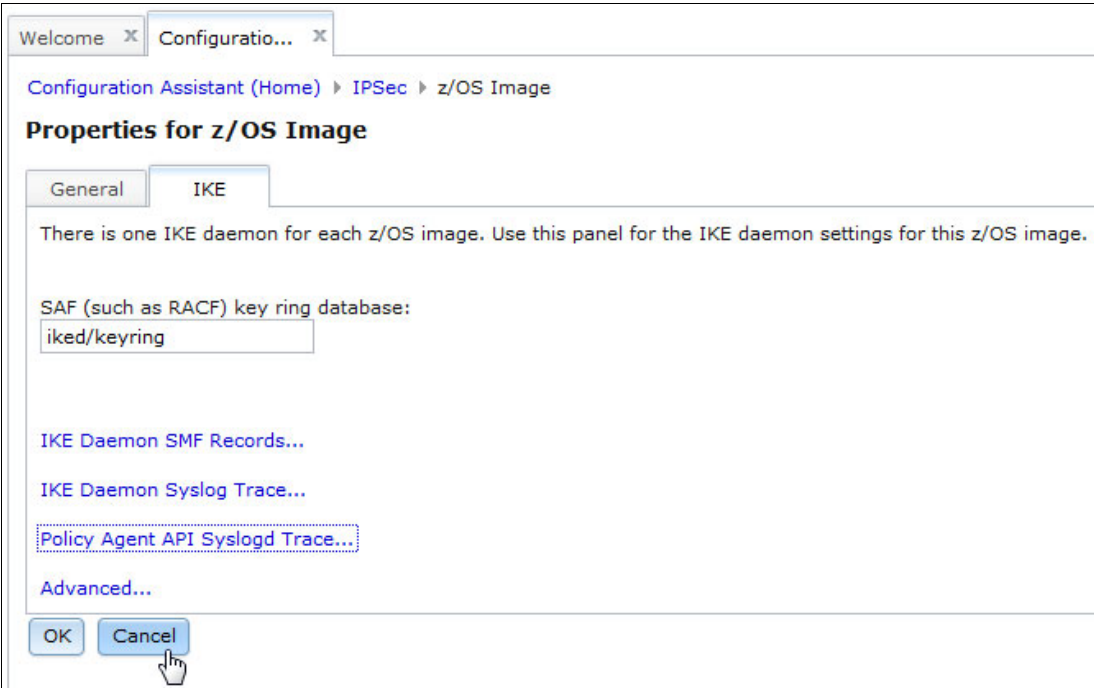 Welcome x Configuratio... x
Configuration Assistant (Home) ▸ IPSec ▸ z/OS Image
Properties for z/OS Image
General IKE
There is one IKE daemon for each z/OS image. Use this panel for the IKE daemon settings for this z/OS image.
SAF (such as RACF) key ring database:
iked/keyring
IKE Daemon SMF Records...
IKE Daemon Syslog Trace...
Policy Agent API Syslogd Trace...
Advanced...
OK Cancel